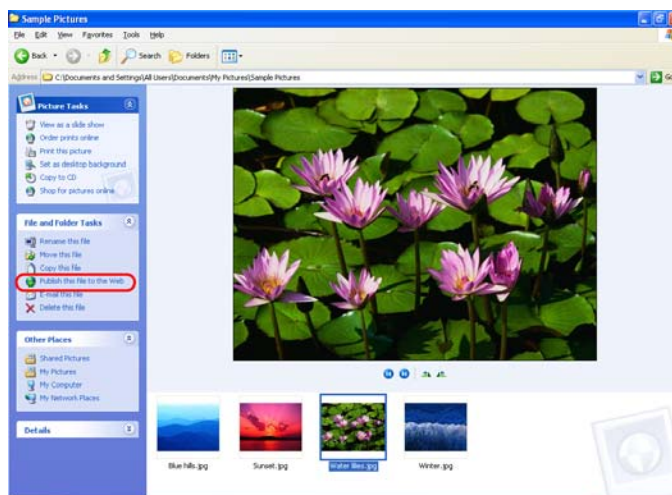 Sample Pictures
File Edit View Favorites Tools Help
Back Search Folders
Address C:\Documents and Settings\All Users\Documents\My Pictures\Sample Pictures Go
Picture Tasks
View as a slide show
Order prints online
Print this picture
Set as desktop background
Copy to CD
Shop for pictures online
File and Folder Tasks
Rename this file
Move this file
Copy this file
Publish this file to the Web
E-mail this file
Delete this file
Other Places
Shared Pictures
My Pictures
My Computer
My Network Places
Details
Blue hills.jpg Sunset.jpg Water lilies.jpg Winter.jpg